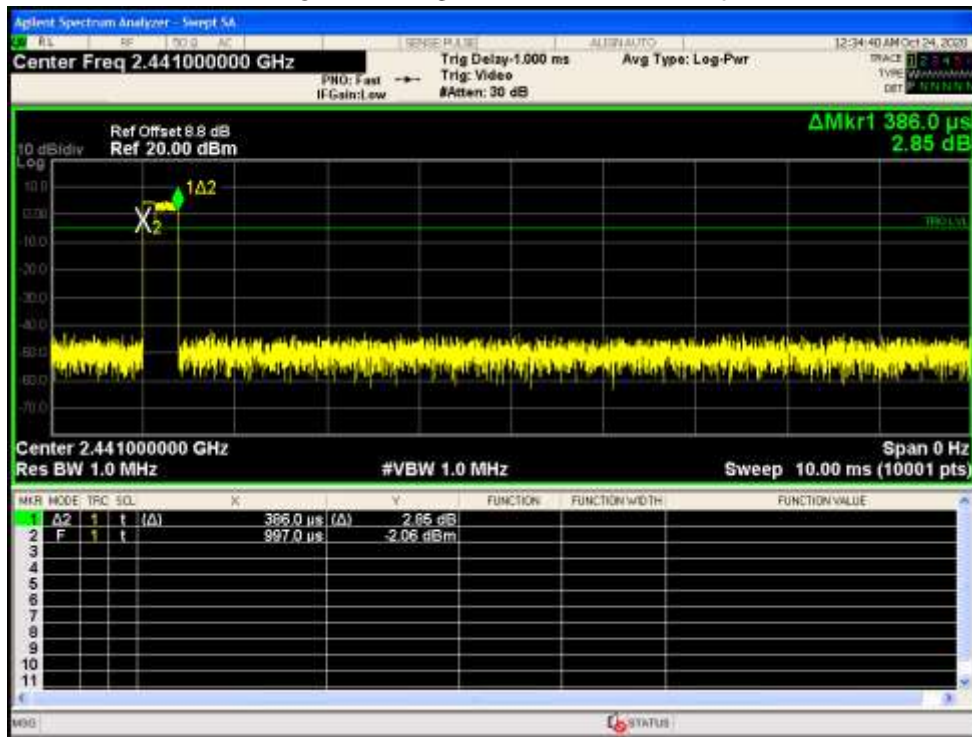 Agilent Spectrum Analyzer - Swept SA
RL RF 50 Ω AC SENSE:PULSE ALIGNAUTO 12:34:40 AM Oct 24, 2020
Center Freq 2.441000000 GHz
PNO: Fast
IFGain:Low
Trig Delay-1.000 ms
Trig: Video
#Atten: 30 dB
Avg Type: Log-Pwr
TRACE 1 2 3 4 5
TYPE
DET P N N N N N
ΔMkr1 386.0 µs
2.85 dB
Ref Offset 8.8 dB
10 dB/div Ref 20.00 dBm
Log
10.0
1Δ2
0.00
X2
TRIG LVL
-10.0
-20.0
-30.0
-40.0
-50.0
-60.0
-70.0
Center 2.441000000 GHz
Span 0 Hz
Res BW 1.0 MHz
#VBW 1.0 MHz
Sweep 10.00 ms (10001 pts)
MKR MODE TRC SCL X Y FUNCTION FUNCTION WIDTH FUNCTION VALUE
1 Δ2 1 t (Δ) 386.0 µs (Δ) 2.85 dB
2 F 1 t 997.0 µs -2.06 dBm
3
4
5
6
7
8
9
10
11
MSG STATUS